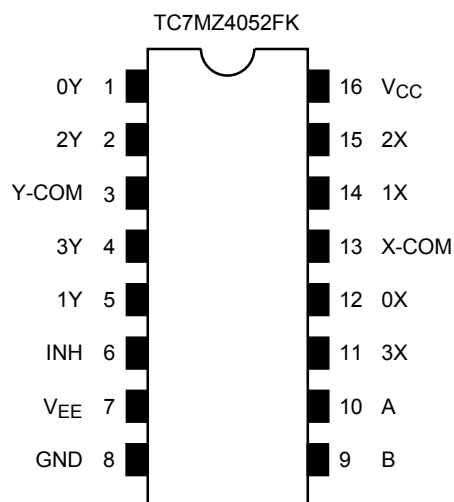 TC7MZ4052FK
0Y 1 16 VCC
2Y 2 15 2X
Y-COM 3 14 1X
3Y 4 13 X-COM
1Y 5 12 0X
INH 6 11 3X
VEE 7 10 A
GND 8 9 B